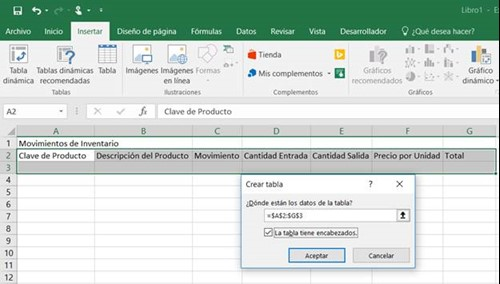 Libro1 - E
Archivo Inicio Insertar Diseño de página Fórmulas Datos Revisar Vista Desarrollador ¿Qué desea hacer?
Tabla dinámica
Tablas dinámicas recomendadas
Tabla
Tablas
Imágenes
Imágenes en línea
Formas
Ilustraciones
Tienda
Mis complementos
Complementos
Gráficos recomendados
Gráficos
Gráfico dinámico
A2 fx Clave de Producto
A B C D E F G
1 Movimientos de Inventario
2 Clave de Producto Descripción del Producto Movimiento Cantidad Entrada Cantidad Salida Precio por Unidad Total
3
4
5
6
7
8
9
10
11
12
Crear tabla ? ×
¿Dónde están los datos de la tabla?
=$A$2:$G$3
La tabla tiene encabezados.
Aceptar Cancelar